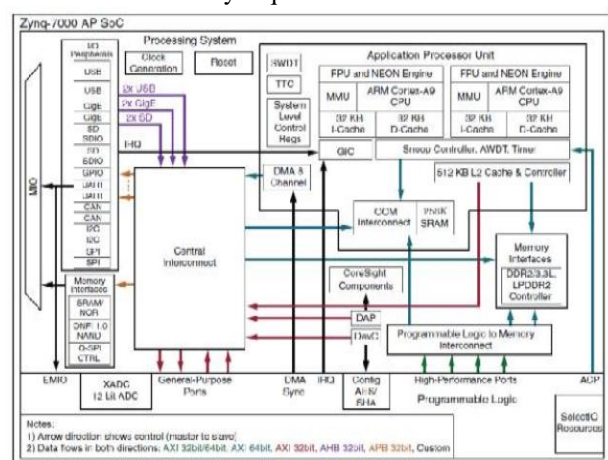 Zynq-7000 AP SoC
I/O
Peripherals
USB
USB
GigE
GigE
SD
SDIO
SD
SDIO
GPIO
UART
UART
CAN
CAN
I2C
I2C
SPI
SPI
MIO
Memory
Interfaces
SRAM/
NOR
ONFI 1.0
NAND
Q-SPI
CTRL
Processing System
Clock
Generation
Reset
2x USB
2x GigE
2x SD
IRQ
Central
Interconnect
SWDT
TTC
System
Level
Control
Regs
DMA 8
Channel
Application Processor Unit
FPU and NEON Engine
FPU and NEON Engine
MMU
ARM Cortex-A9
CPU
MMU
ARM Cortex-A9
CPU
32 KB
I-Cache
32 KB
D-Cache
32 KB
I-Cache
32 KB
D-Cache
GIC
Snoop Controller, AWDT, Timer
512 KB L2 Cache & Controller
OCM
Interconnect
256K
SRAM
CoreSight
Components
DAP
DevC
Memory
Interfaces
DDR2/3,3L,
LPDDR2
Controller
Programmable Logic to Memory
Interconnect
EMIO
XADC
12 Bit ADC
General-Purpose
Ports
DMA
Sync
IRQ
Config
AES/
SHA
High-Performance Ports
ACP
Programmable Logic
SelectIO
Resources
Notes:
1) Arrow direction shows control (master to slave)
2) Data flows in both directions: AXI 32bit/64bit, AXI 64bit, AXI 32bit, AHB 32bit, APB 32bit, Custom